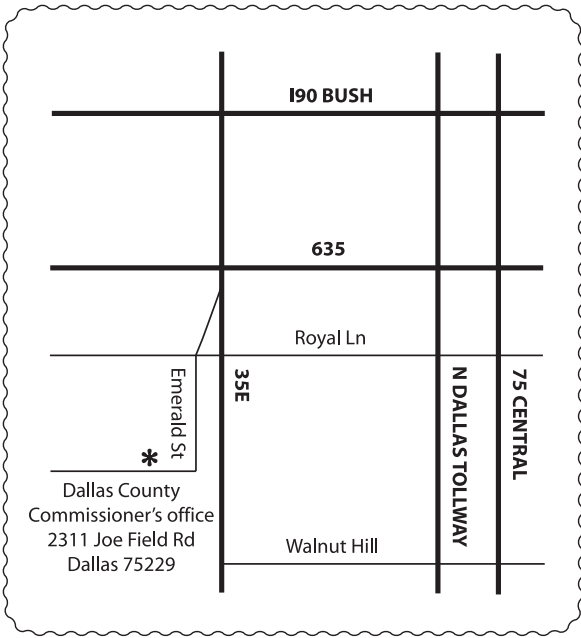 I90 BUSH
635
Royal Ln
Emerald St
35E
N DALLAS TOLLWAY
75 CENTRAL
*
Dallas County
Commissioner's office
2311 Joe Field Rd
Dallas 75229
Walnut Hill